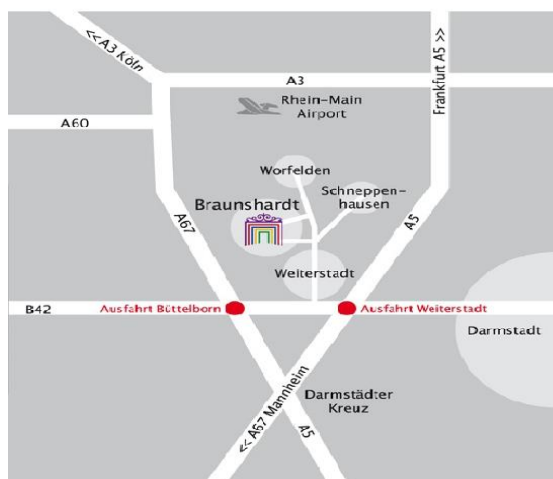 << A3 Köln
Frankfurt A5 >>
A3
Rhein-Main
Airport
A60
Worfelden
Schneppen-
hausen
Braunshardt
A67
A5
Weiterstadt
B42
Ausfahrt Büttelborn
Ausfahrt Weiterstadt
Darmstadt
Darmstädter
Kreuz
<< A67 Mannheim
A5